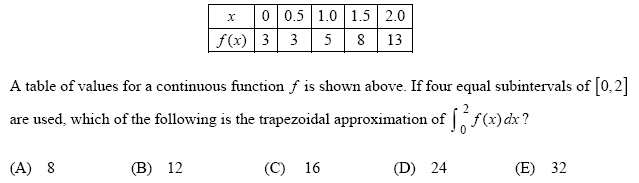 x 0 0.5 1.0 1.5 2.0
f(x) 3 3 5 8 13
A table of values for a continuous function f is shown above. If four equal subintervals of [0,2]
are used, which of the following is the trapezoidal approximation of ∫₀² f(x) dx?
(A) 8 (B) 12 (C) 16 (D) 24 (E) 32